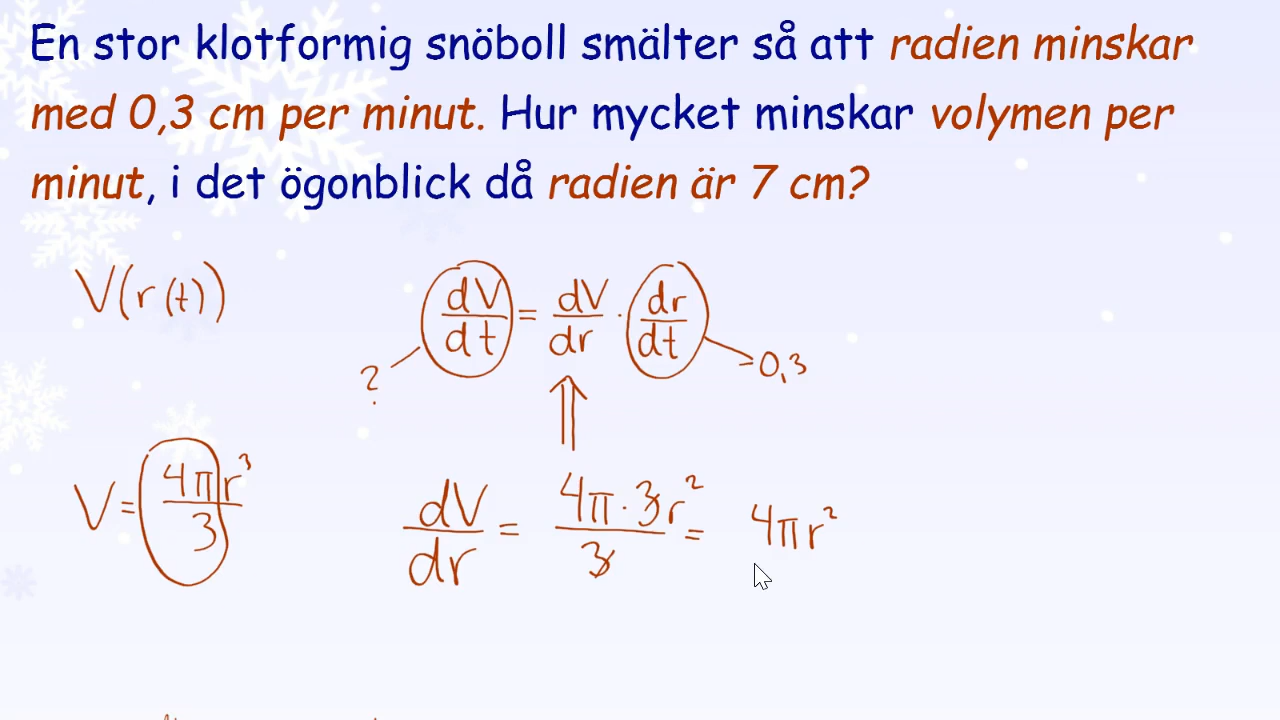 En stor klotformig snöboll smälter så att radien minskar
med 0,3 cm per minut. Hur mycket minskar volymen per
minut, i det ögonblick då radien är 7 cm?
V(r(t))
dV/dt = dV/dr · dr/dt
?
=0,3
V = 4πr³/3
dV/dr = 4π·3r²/3 = 4πr²